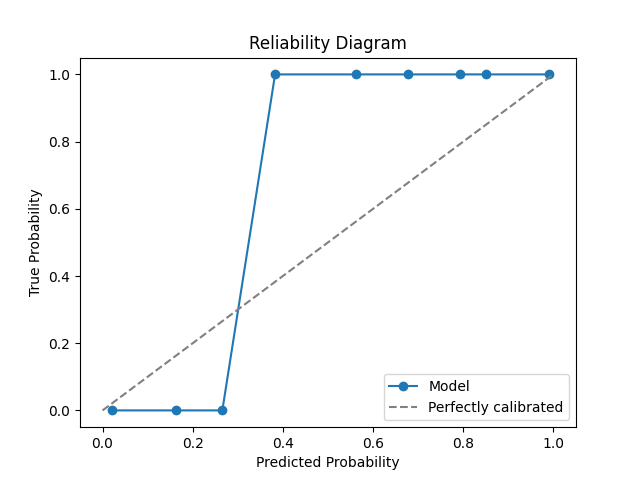 Reliability Diagram
True Probability
1.0
0.8
0.6
0.4
0.2
0.0
0.0 0.2 0.4 0.6 0.8 1.0
Predicted Probability
Model
Perfectly calibrated